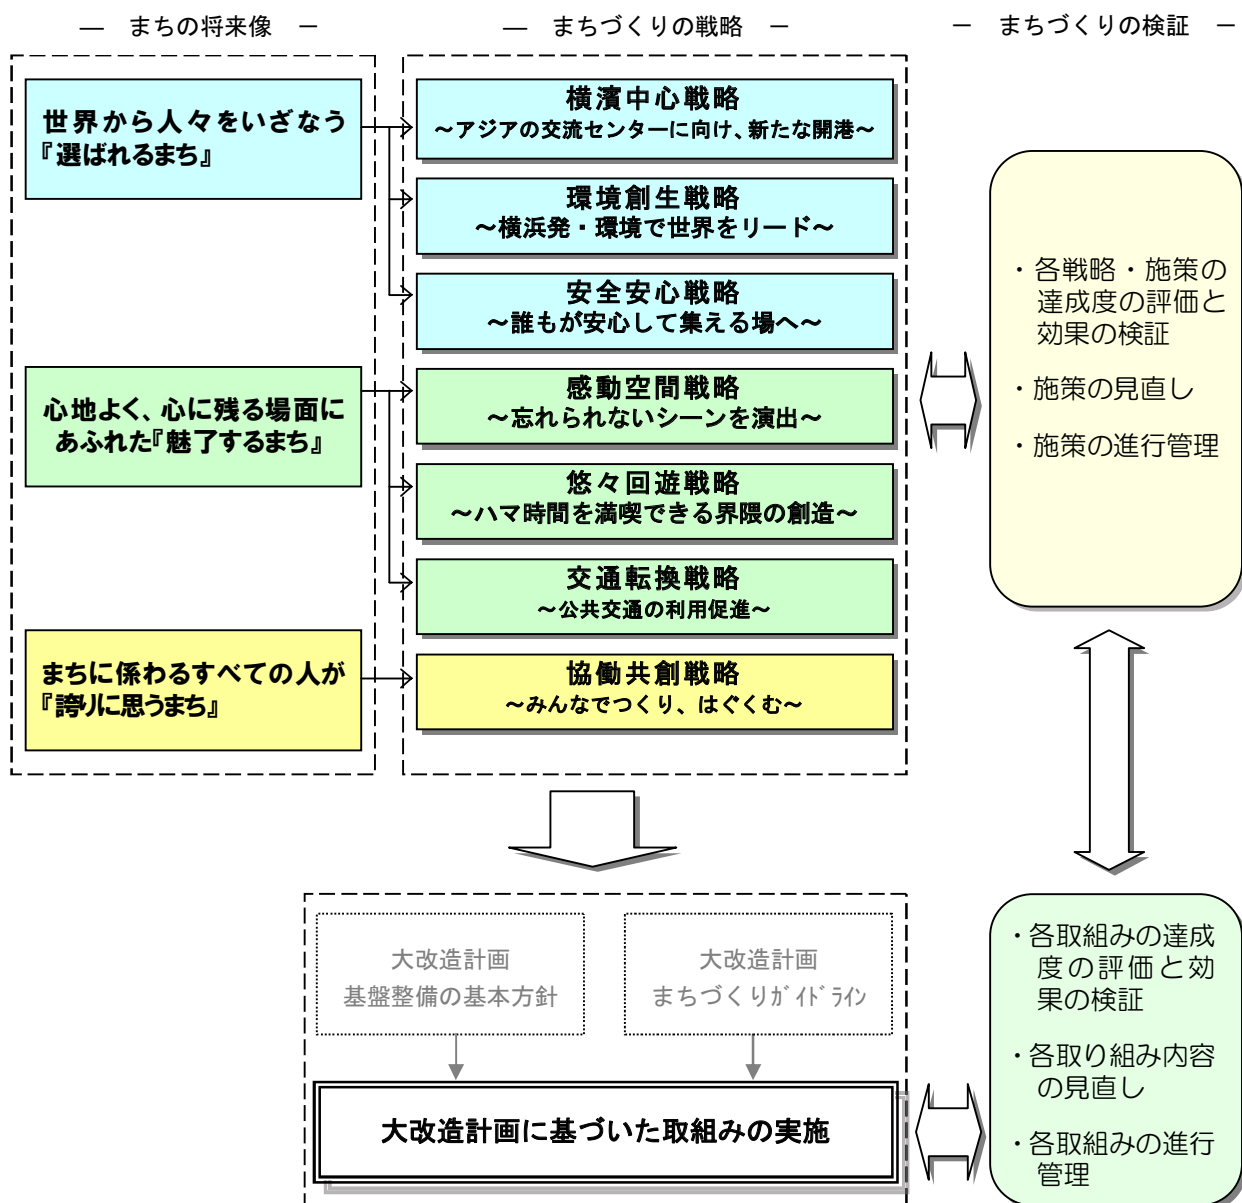 ― まちの将来像 －
― まちづくりの戦略 －
－ まちづくりの検証 －
世界から人々をいざなう
『選ばれるまち』
心地よく、心に残る場面に
あふれた『魅了するまち』
まちに係わるすべての人が
『誇りに思うまち』
横濱中心戦略
～アジアの交流センターに向け、新たな開港～
環境創生戦略
～横浜発・環境で世界をリード～
安全安心戦略
～誰もが安心して集える場へ～
感動空間戦略
～忘れられないシーンを演出～
悠々回遊戦略
～ハマ時間を満喫できる界隈の創造～
交通転換戦略
～公共交通の利用促進～
協働共創戦略
～みんなでつくり、はぐくむ～
・各戦略・施策の
達成度の評価と
効果の検証
・施策の見直し
・施策の進行管理
大改造計画
基盤整備の基本方針
大改造計画
まちづくりｶﾞｲﾄﾞﾗｲﾝ
大改造計画に基づいた取組みの実施
・各取組みの達成
度の評価と効
果の検証
・各取り組み内容
の見直し
・各取組みの進行
管理